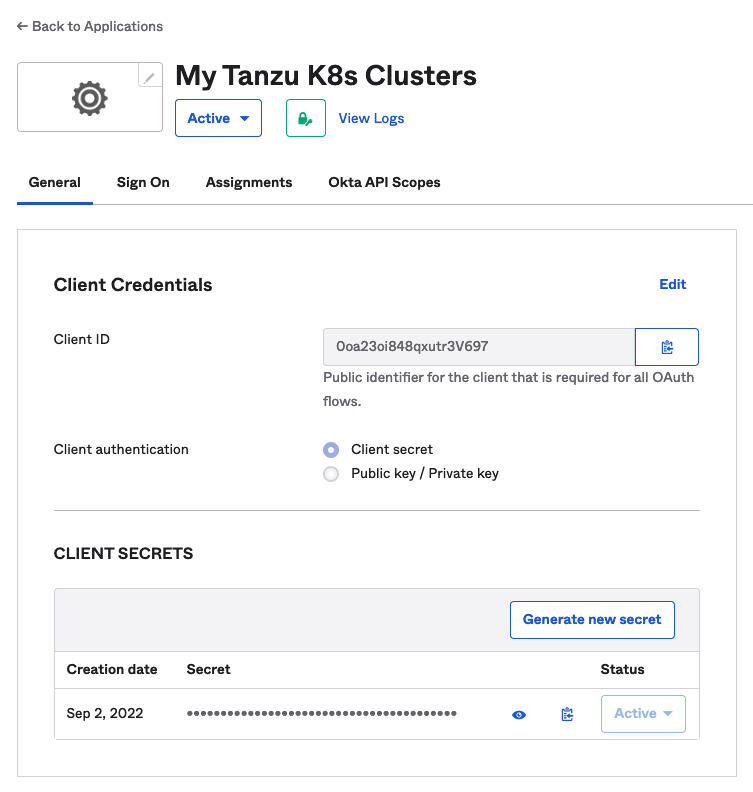 ← Back to Applications
My Tanzu K8s Clusters
Active
View Logs
General Sign On Assignments Okta API Scopes
Client Credentials Edit
Client ID 0oa23oi848qxutr3V697
Public identifier for the client that is required for all OAuth
flows.
Client authentication Client secret
Public key / Private key
CLIENT SECRETS
Generate new secret
Creation date Secret Status
Sep 2, 2022 •••••••••••••••••••••••••••••••••••••••• Active